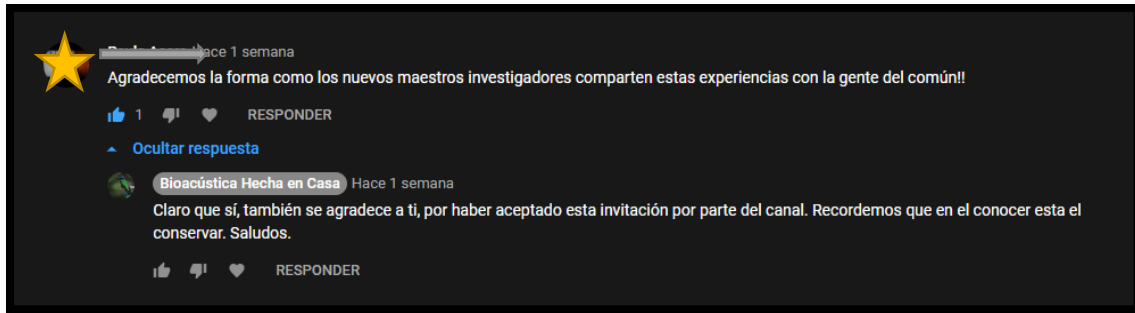 Hace 1 semana
Agradecemos la forma como los nuevos maestros investigadores comparten estas experiencias con la gente del común!!
1 RESPONDER
Ocultar respuesta
Bioacústica Hecha en Casa Hace 1 semana
Claro que sí, también se agradece a ti, por haber aceptado esta invitación por parte del canal. Recordemos que en el conocer esta el
conservar. Saludos.
RESPONDER